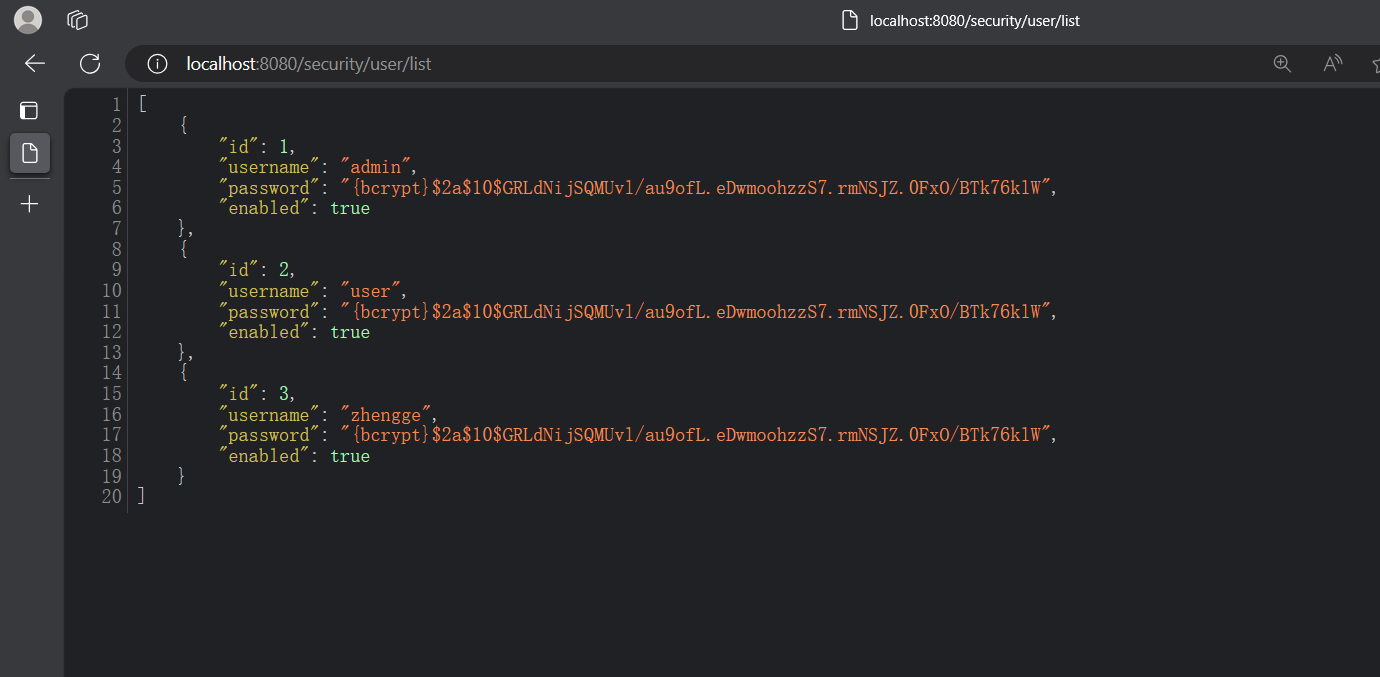 localhost:8080/security/user/list
localhost:8080/security/user/list
1 [
2     {
3         "id": 1,
4         "username": "admin",
5         "password": "{bcrypt}$2a$10$GRLdNijSQMUvl/au9ofL.eDwmoohzzS7.rmNSJZ.0FxO/BTk76klW",
6         "enabled": true
7     },
8     {
9         "id": 2,
10         "username": "user",
11         "password": "{bcrypt}$2a$10$GRLdNijSQMUvl/au9ofL.eDwmoohzzS7.rmNSJZ.0FxO/BTk76klW",
12         "enabled": true
13     },
14     {
15         "id": 3,
16         "username": "zhengge",
17         "password": "{bcrypt}$2a$10$GRLdNijSQMUvl/au9ofL.eDwmoohzzS7.rmNSJZ.0FxO/BTk76klW",
18         "enabled": true
19     }
20 ]